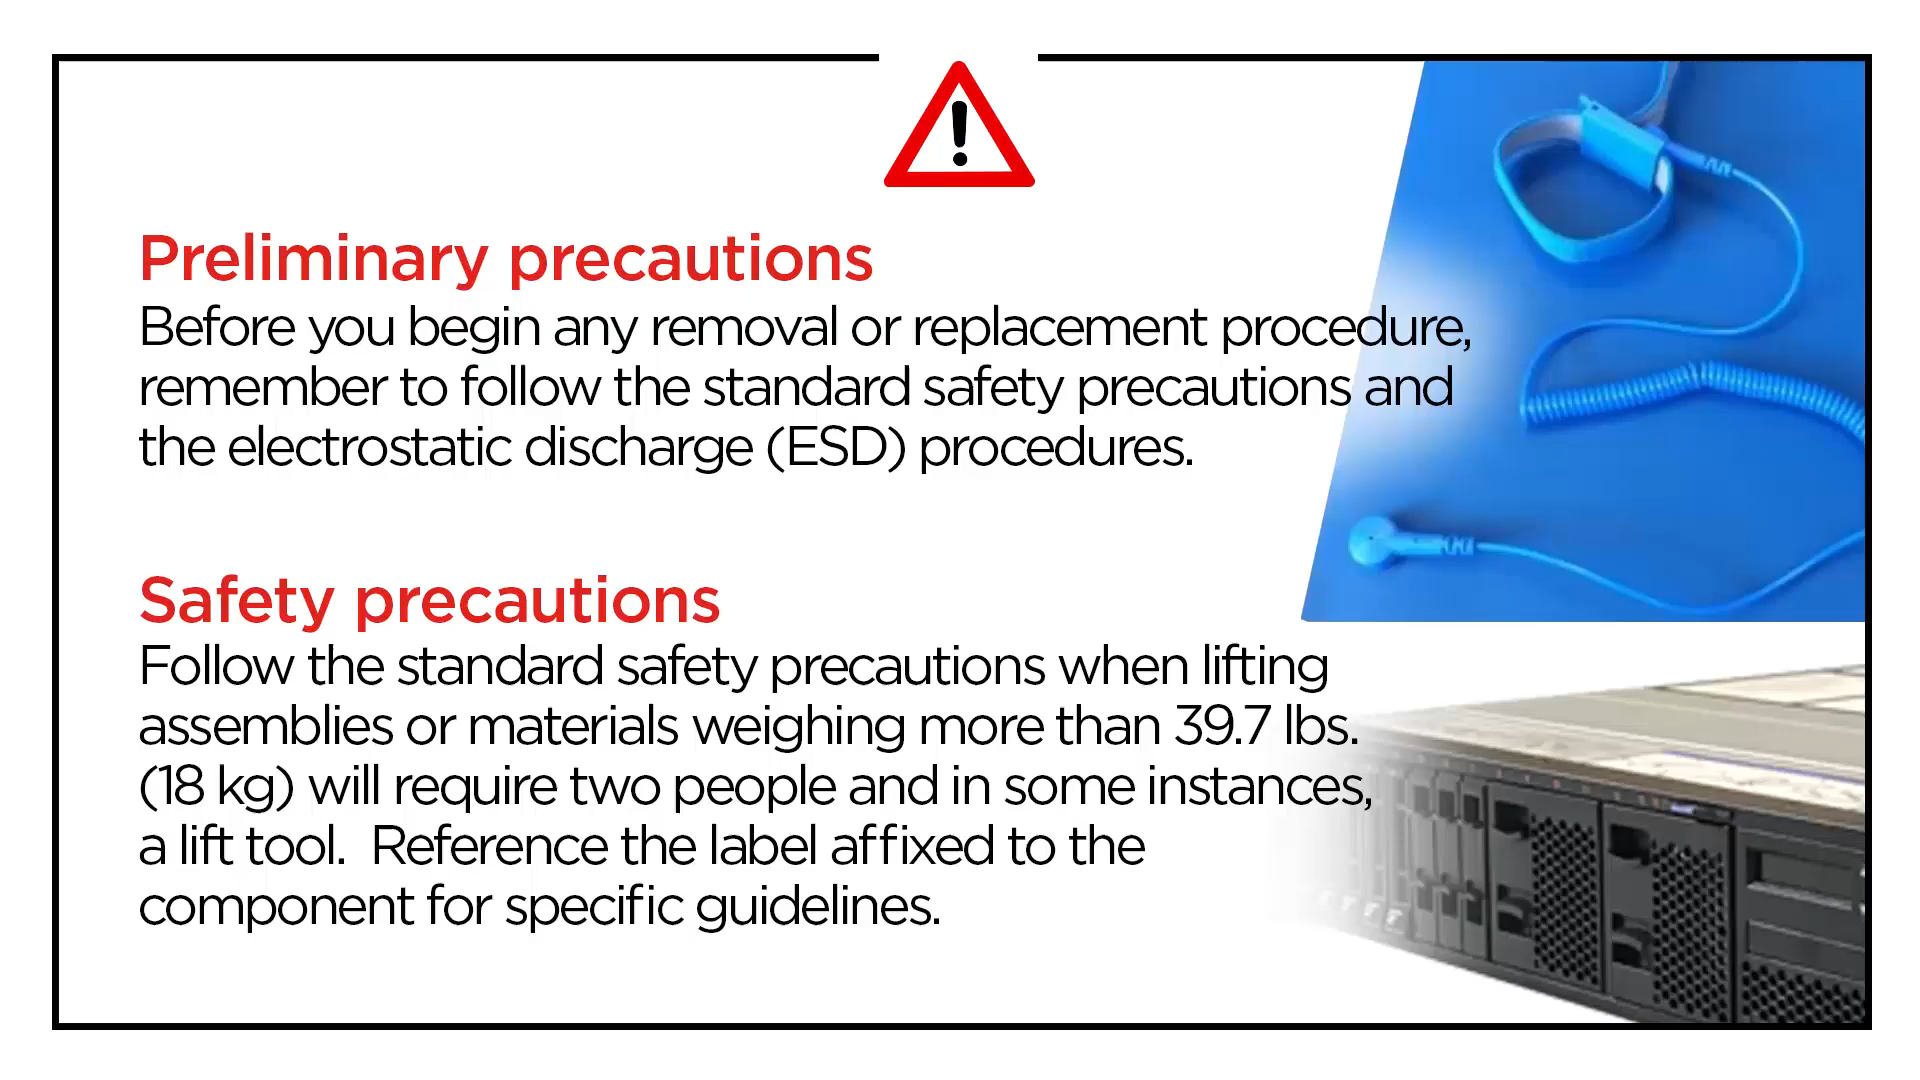 Preliminary precautions
Before you begin any removal or replacement procedure,
remember to follow the standard safety precautions and
the electrostatic discharge (ESD) procedures.
Safety precautions
Follow the standard safety precautions when lifting
assemblies or materials weighing more than 39.7 lbs.
(18 kg) will require two people and in some instances,
a lift tool.  Reference the label affixed to the
component for specific guidelines.